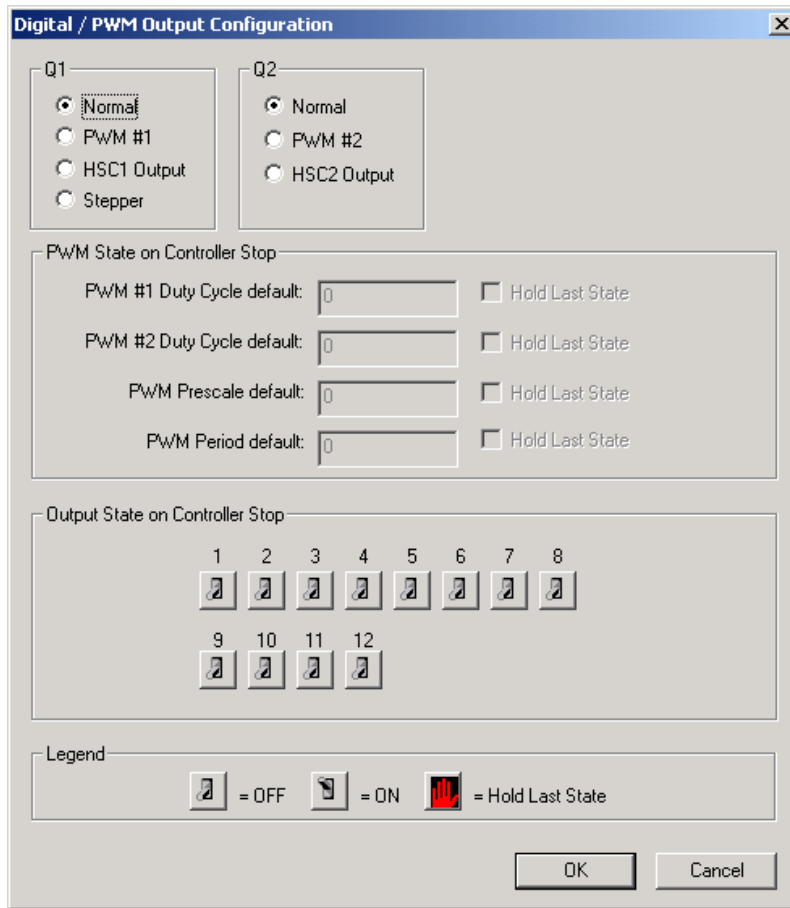 Digital / PWM Output Configuration
Q1
Normal
PWM #1
HSC1 Output
Stepper
Q2
Normal
PWM #2
HSC2 Output
PWM State on Controller Stop
PWM #1 Duty Cycle default: 0 Hold Last State
PWM #2 Duty Cycle default: 0 Hold Last State
PWM Prescale default: 0 Hold Last State
PWM Period default: 0 Hold Last State
Output State on Controller Stop
1 2 3 4 5 6 7 8
9 10 11 12
Legend
= OFF = ON = Hold Last State
OK Cancel